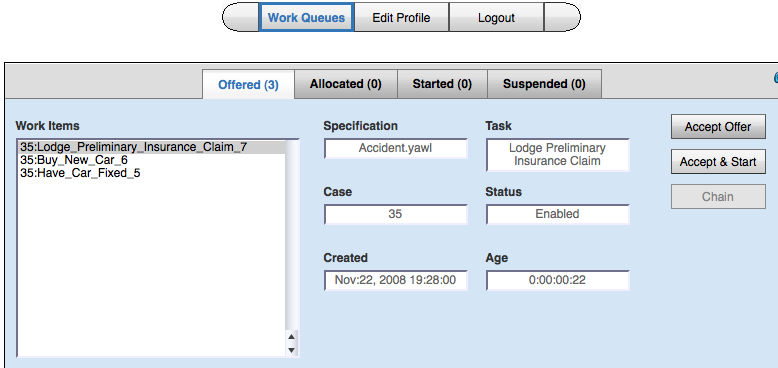 Work Queues
Edit Profile
Logout
Offered (3)
Allocated (0)
Started (0)
Suspended (0)
Work Items
35:Lodge_Preliminary_Insurance_Claim_7
35:Buy_New_Car_6
35:Have_Car_Fixed_5
Specification
Accident.yawl
Task
Lodge Preliminary
Insurance Claim
Case
35
Status
Enabled
Created
Nov:22, 2008 19:28:00
Age
0:00:00:22
Accept Offer
Accept & Start
Chain